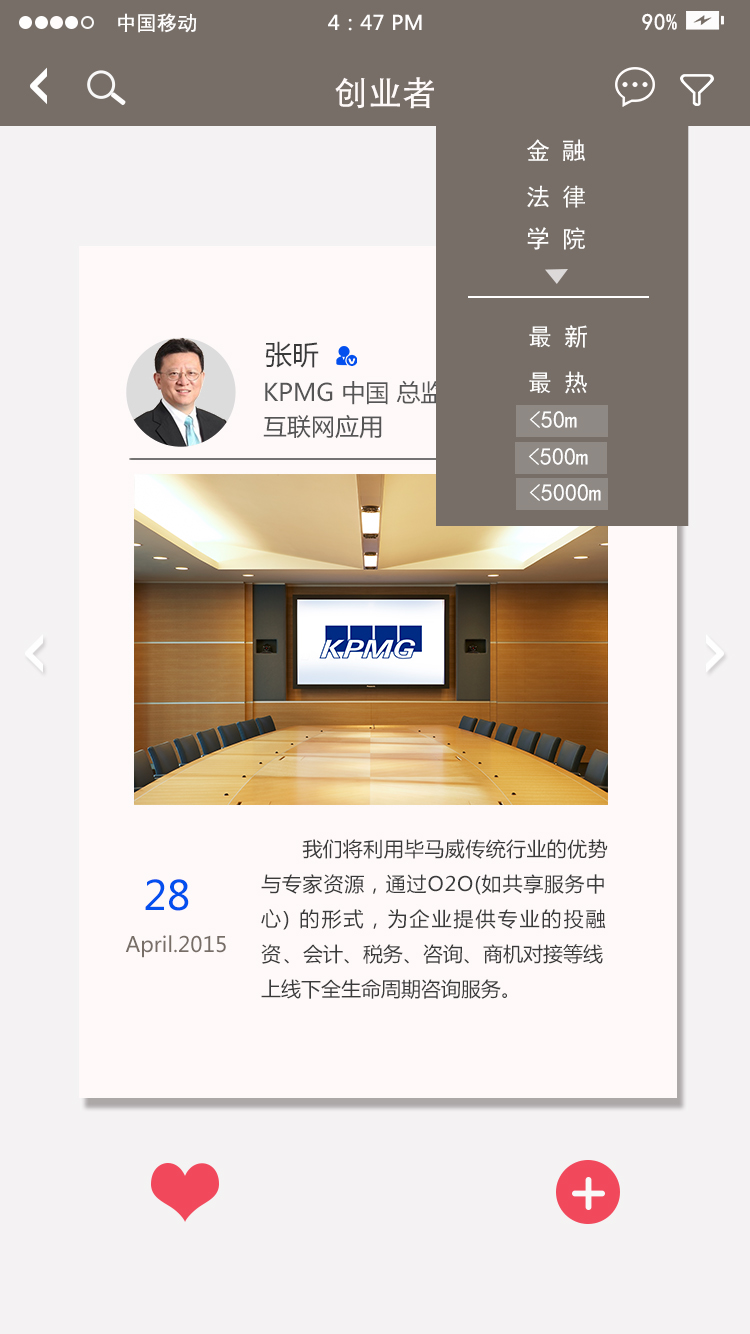 中国移动
4 : 47 PM
90%
创业者
金 融
法 律
学 院
最 新
最 热
<50m
<500m
<5000m
张昕
KPMG 中国 总监
互联网应用
KPMG
28
April.2015
我们将利用毕马威传统行业的优势
与专家资源，通过O2O(如共享服务中
心) 的形式，为企业提供专业的投融
资、会计、税务、咨询、商机对接等线
上线下全生命周期咨询服务。